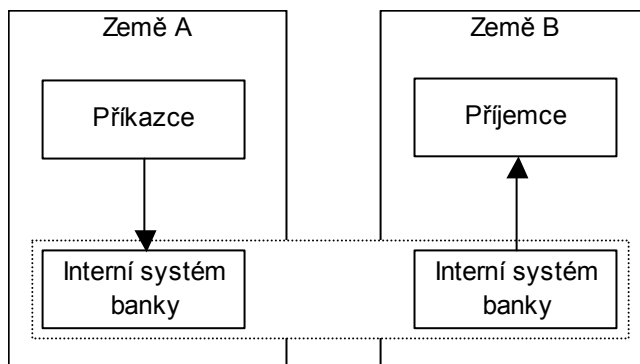 Země A
Země B
Příkazce
Příjemce
Interní systém
banky
Interní systém
banky